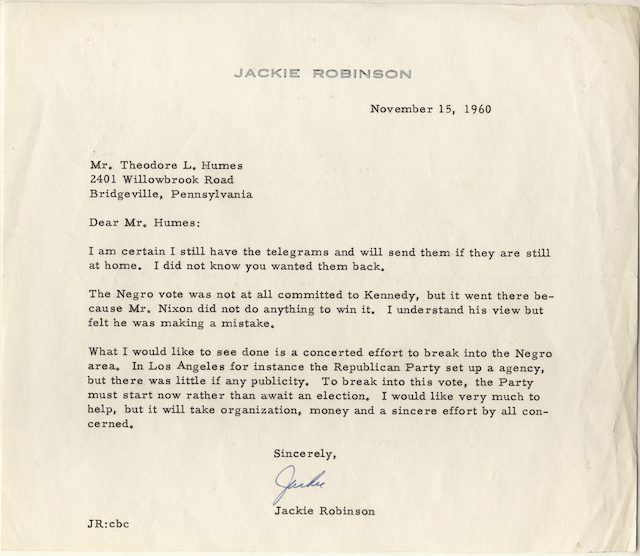 JACKIE ROBINSON
November 15, 1960
Mr. Theodore L. Humes
2401 Willowbrook Road
Bridgeville, Pennsylvania
Dear Mr. Humes:
I am certain I still have the telegrams and will send them if they are still
at home. I did not know you wanted them back.
The Negro vote was not at all committed to Kennedy, but it went there be-
cause Mr. Nixon did not do anything to win it. I understand his view but
felt he was making a mistake.
What I would like to see done is a concerted effort to break into the Negro
area. In Los Angeles for instance the Republican Party set up a agency,
but there was little if any publicity. To break into this vote, the Party
must start now rather than await an election. I would like very much to
help, but it will take organization, money and a sincere effort by all con-
cerned.
Sincerely,
Jackie
Jackie Robinson
JR:cbc